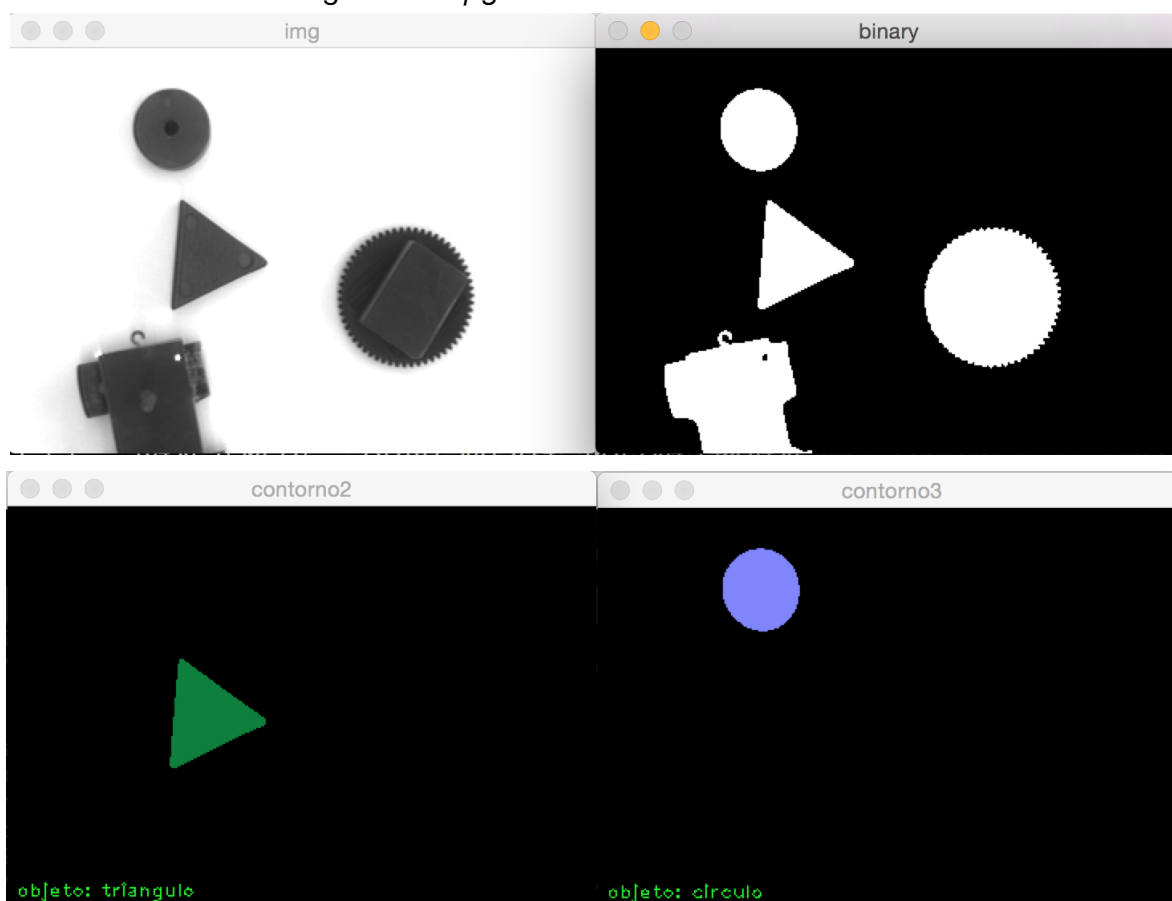 img
binary
contorno2
contorno3
objeto: triangulo
objeto: circulo